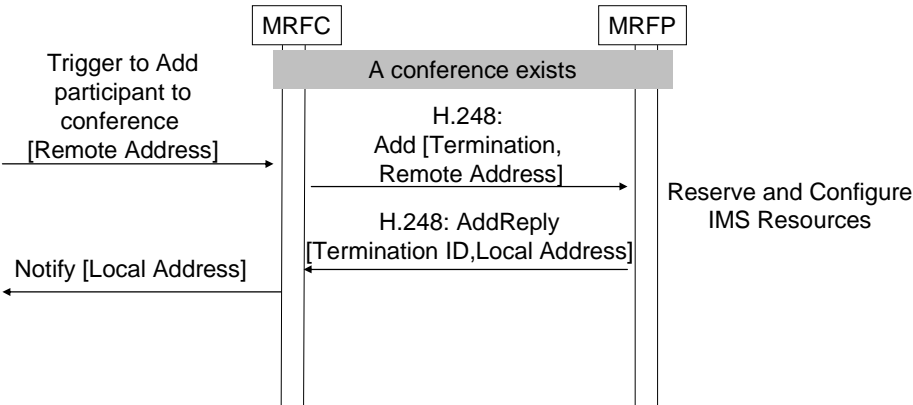 MRFC
MRFP
A conference exists
Trigger to Add
participant to
conference
[Remote Address]
H.248:
Add [Termination,
Remote Address]
Reserve and Configure
IMS Resources
H.248: AddReply
[Termination ID,Local Address]
Notify [Local Address]